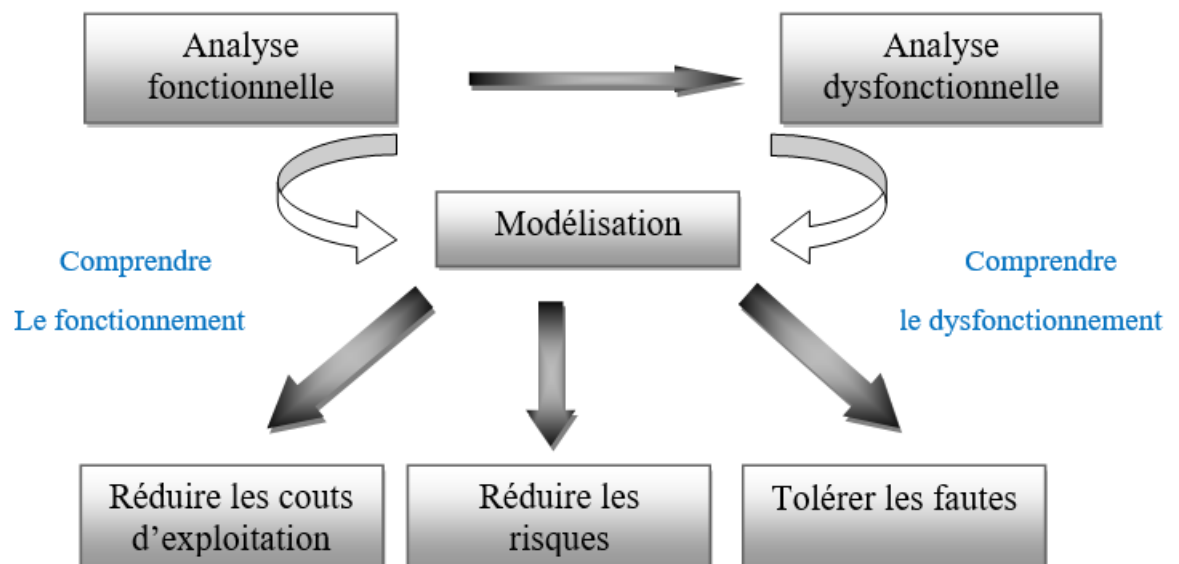 Analyse
fonctionnelle
Analyse
dysfonctionnelle
Modélisation
Comprendre
Le fonctionnement
Comprendre
le dysfonctionnement
Réduire les couts
d’exploitation
Réduire les
risques
Tolérer les fautes